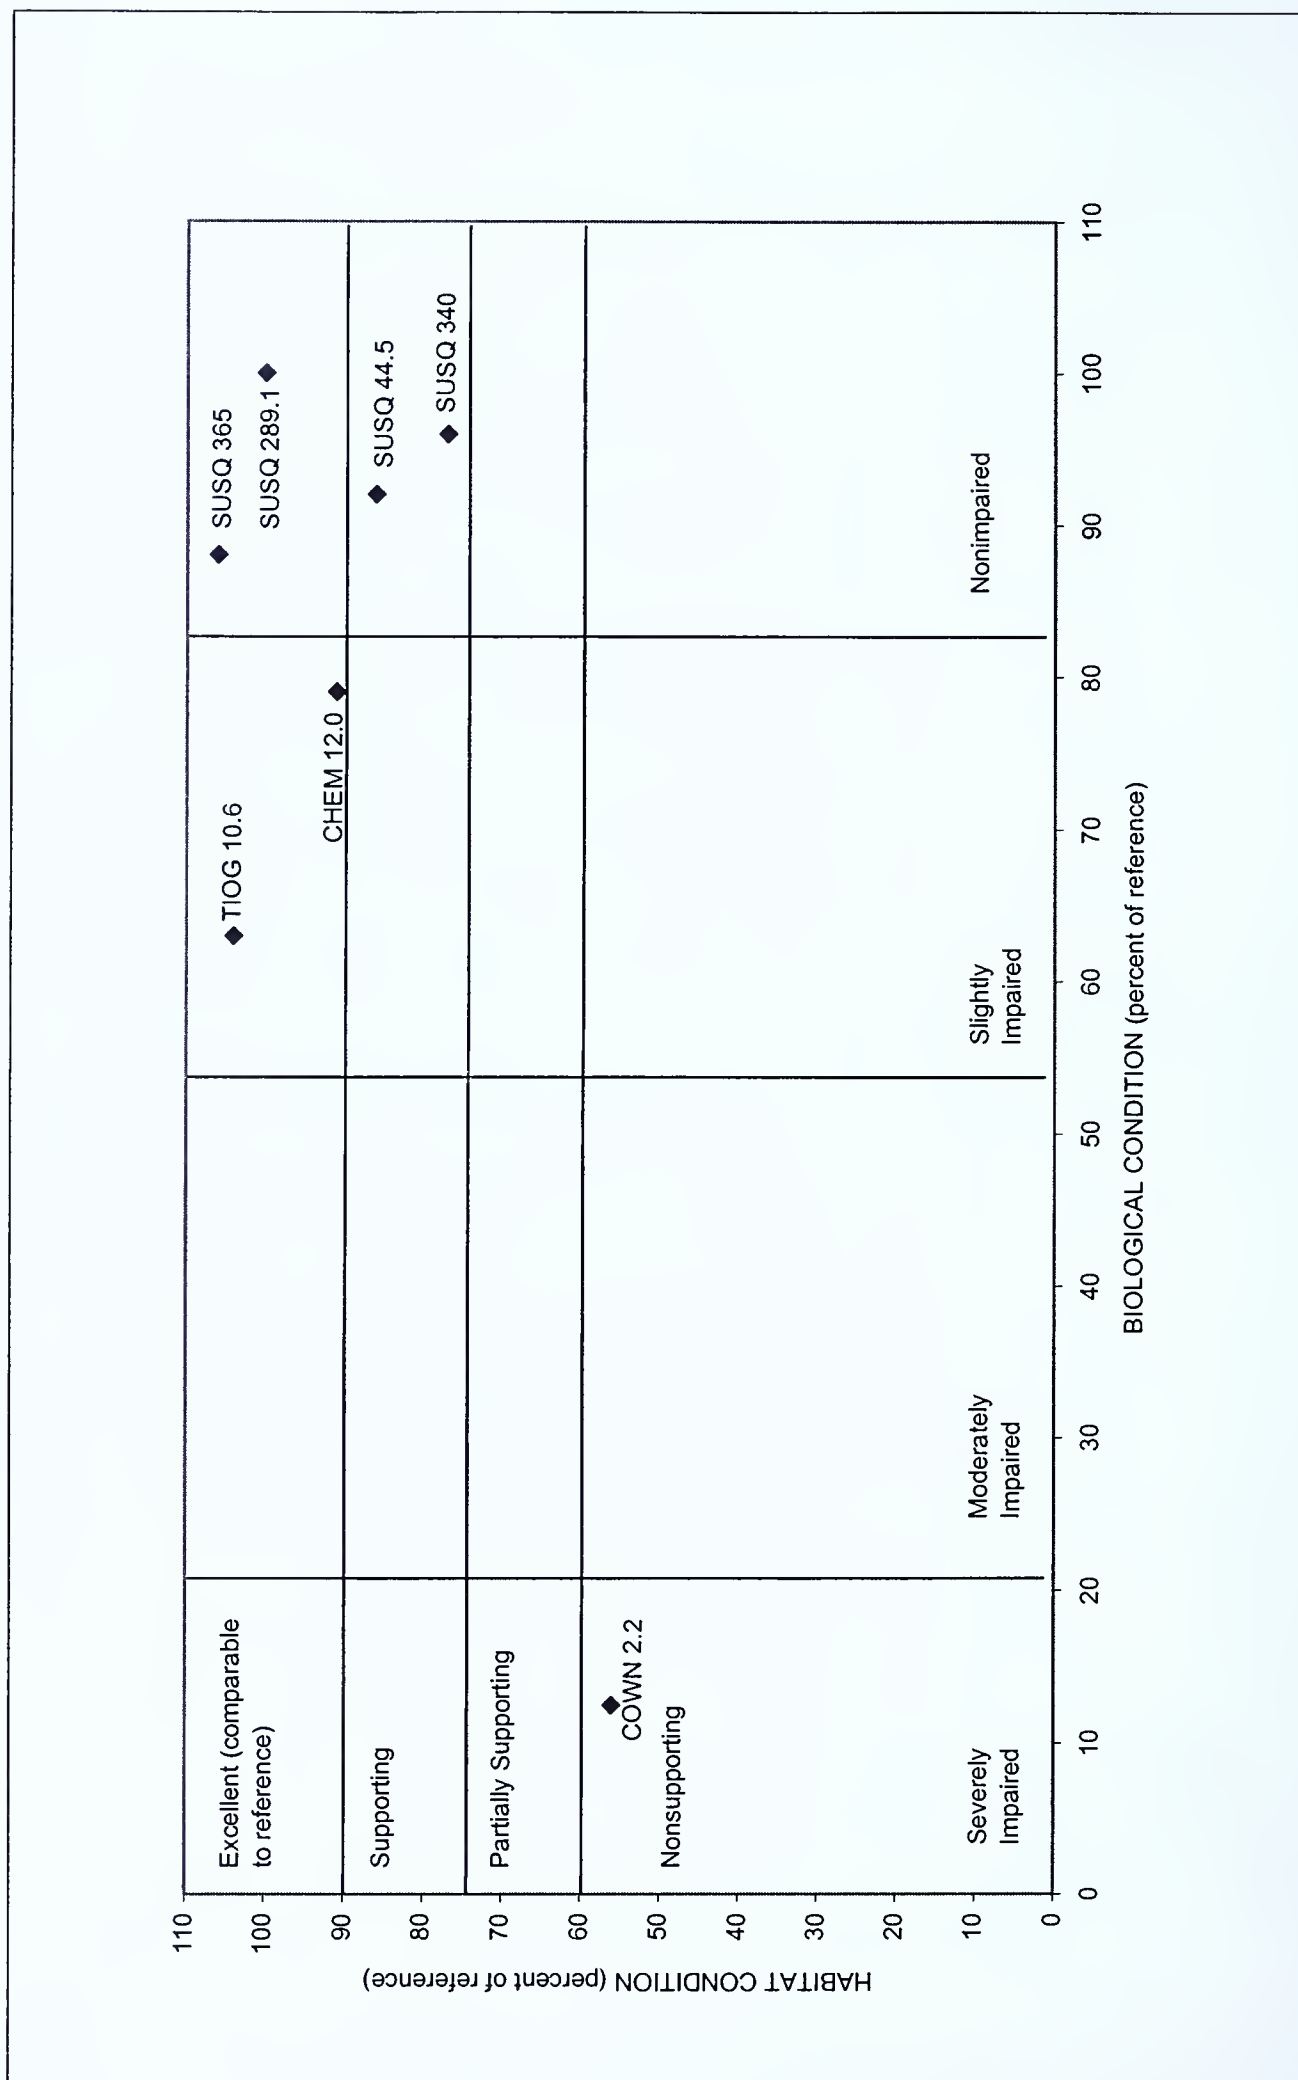 HABITAT CONDITION (percent of reference)
110
100
90
80
70
60
50
40
30
20
10
0
Excellent (comparable
to reference)
Supporting
Partially Supporting
Nonsupporting
COWN 2.2
TIOG 10.6
CHEM 12.0
SUSQ 365
SUSQ 289.1
SUSQ 44.5
SUSQ 340
Severely
Impaired
Moderately
Impaired
Slightly
Impaired
Nonimpaired
0
10
20
30
40
50
60
70
80
90
100
110
BIOLOGICAL CONDITION (percent of reference)